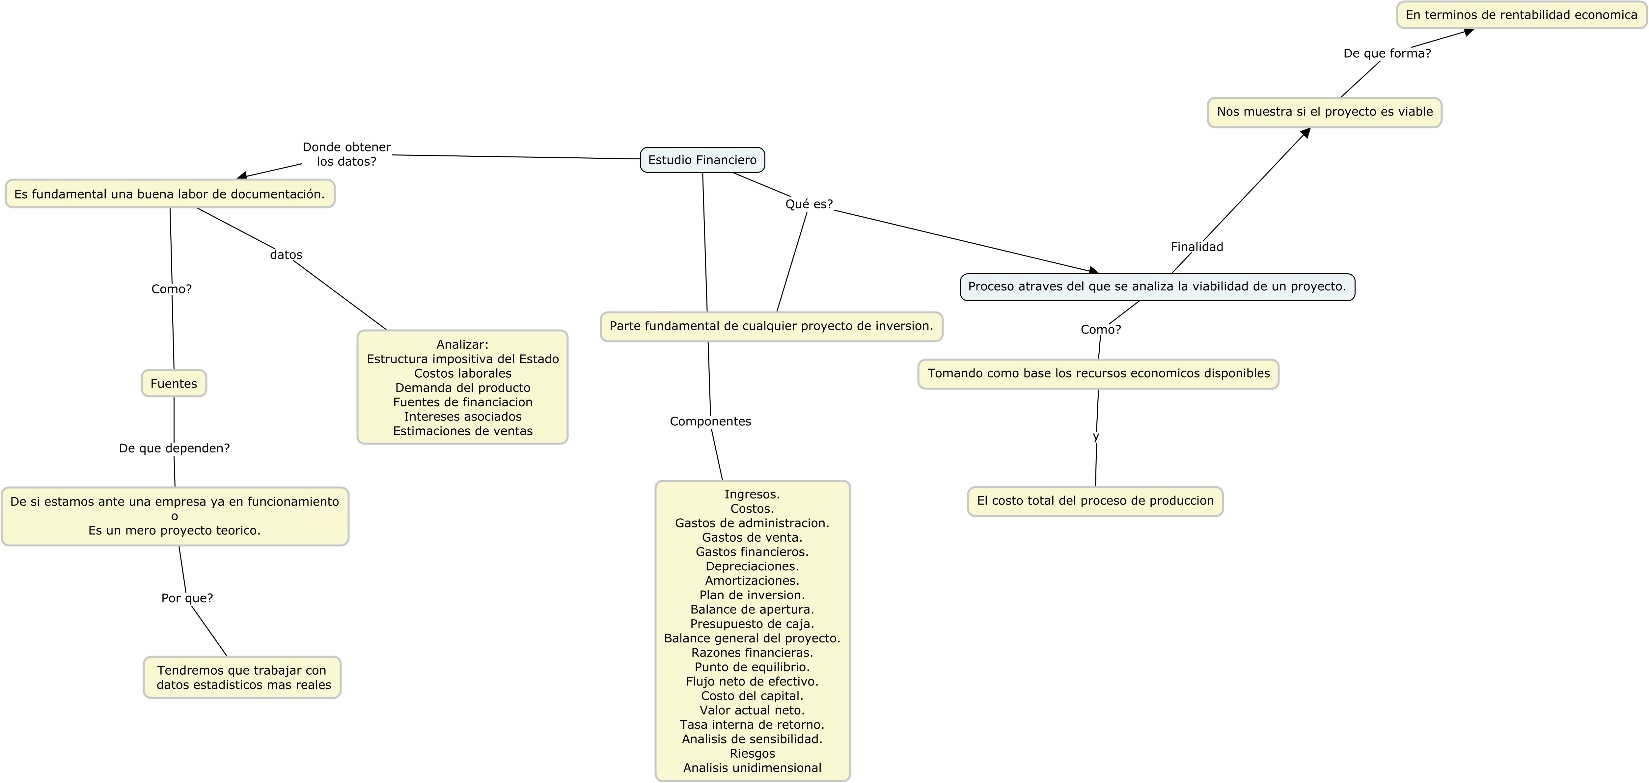 En terminos de rentabilidad economica
De que forma?
Nos muestra si el proyecto es viable
Donde obtener
los datos?
Estudio Financiero
Es fundamental una buena labor de documentación.
Qué es?
datos
Finalidad
Como?
Proceso atraves del que se analiza la viabilidad de un proyecto.
Parte fundamental de cualquier proyecto de inversion.
Como?
Analizar:
Estructura impositiva del Estado
Costos laborales
Demanda del producto
Fuentes de financiacion
Intereses asociados
Estimaciones de ventas
Tomando como base los recursos economicos disponibles
Fuentes
Componentes
y
De que dependen?
De si estamos ante una empresa ya en funcionamiento
o
Es un mero proyecto teorico.
El costo total del proceso de produccion
Ingresos.
Costos.
Gastos de administracion.
Gastos de venta.
Gastos financieros.
Depreciaciones.
Amortizaciones.
Plan de inversion.
Balance de apertura.
Presupuesto de caja.
Balance general del proyecto.
Razones financieras.
Punto de equilibrio.
Flujo neto de efectivo.
Costo del capital.
Valor actual neto.
Tasa interna de retorno.
Analisis de sensibilidad.
Riesgos
Analisis unidimensional
Por que?
Tendremos que trabajar con
datos estadisticos mas reales